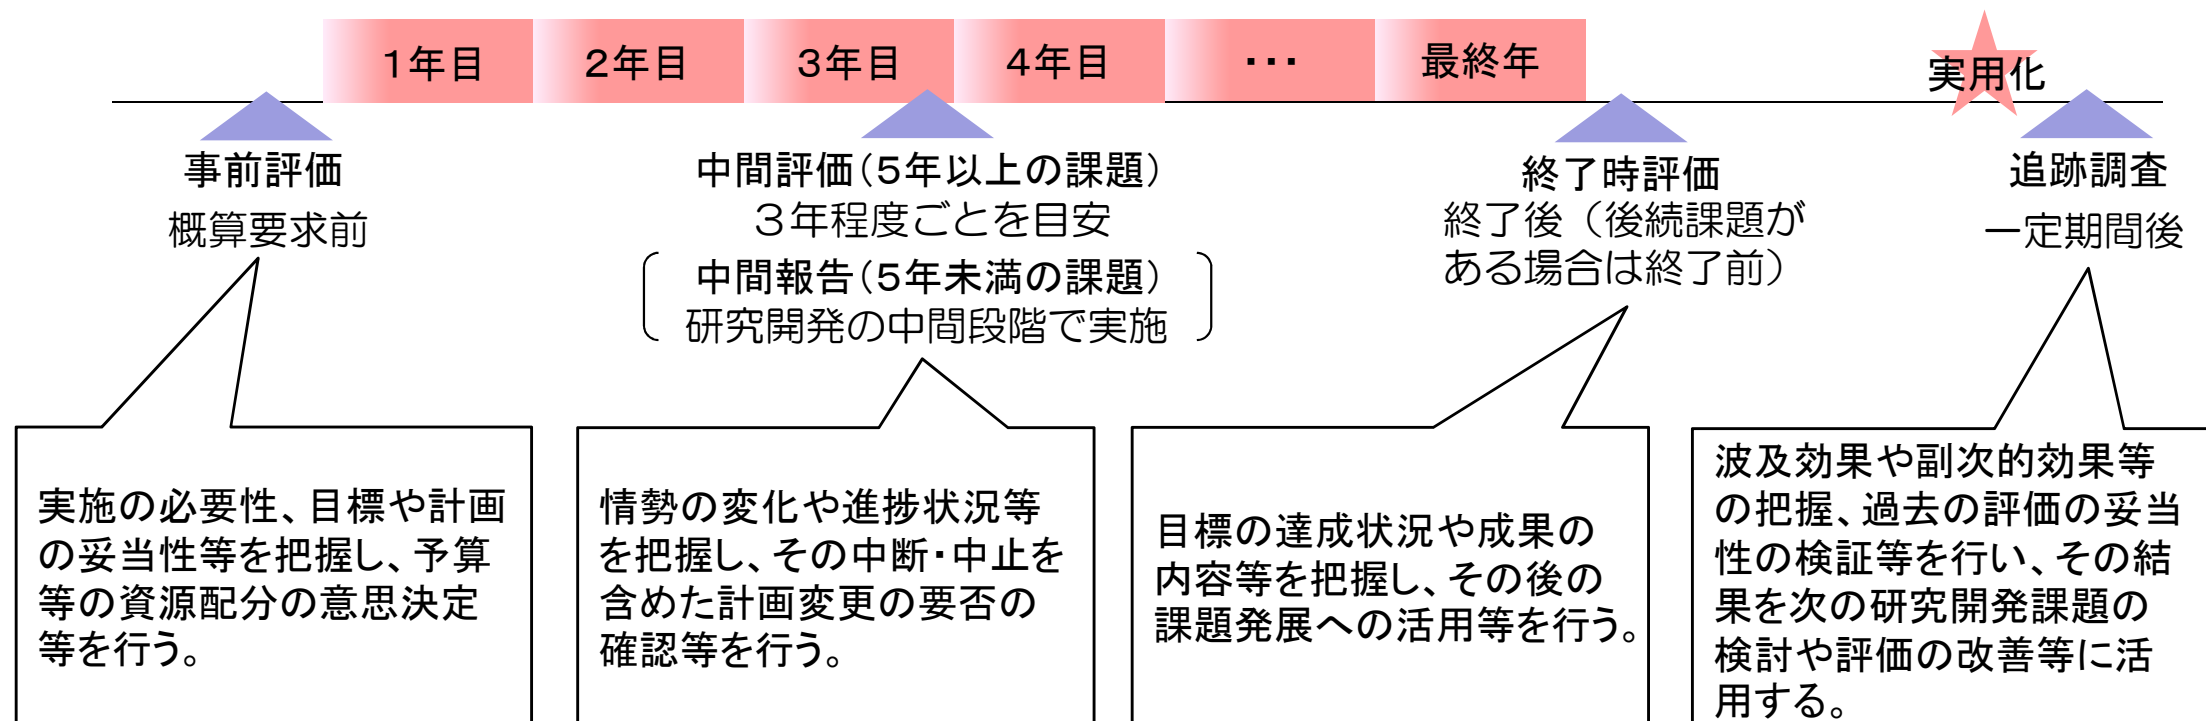 1年目
2年目
3年目
4年目
・・・
最終年
実用化
事前評価
概算要求前
中間評価(5年以上の課題)
3年程度ごとを目安
中間報告(5年未満の課題)
研究開発の中間段階で実施
終了時評価
終了後（後続課題が
ある場合は終了前）
追跡調査
一定期間後
実施の必要性、目標や計画
の妥当性等を把握し、予算
等の資源配分の意思決定
等を行う。
情勢の変化や進捗状況等
を把握し、その中断・中止を
含めた計画変更の要否の
確認等を行う。
目標の達成状況や成果の
内容等を把握し、その後の
課題発展への活用等を行う。
波及効果や副次的効果等
の把握、過去の評価の妥当
性の検証等を行い、その結
果を次の研究開発課題の
検討や評価の改善等に活
用する。